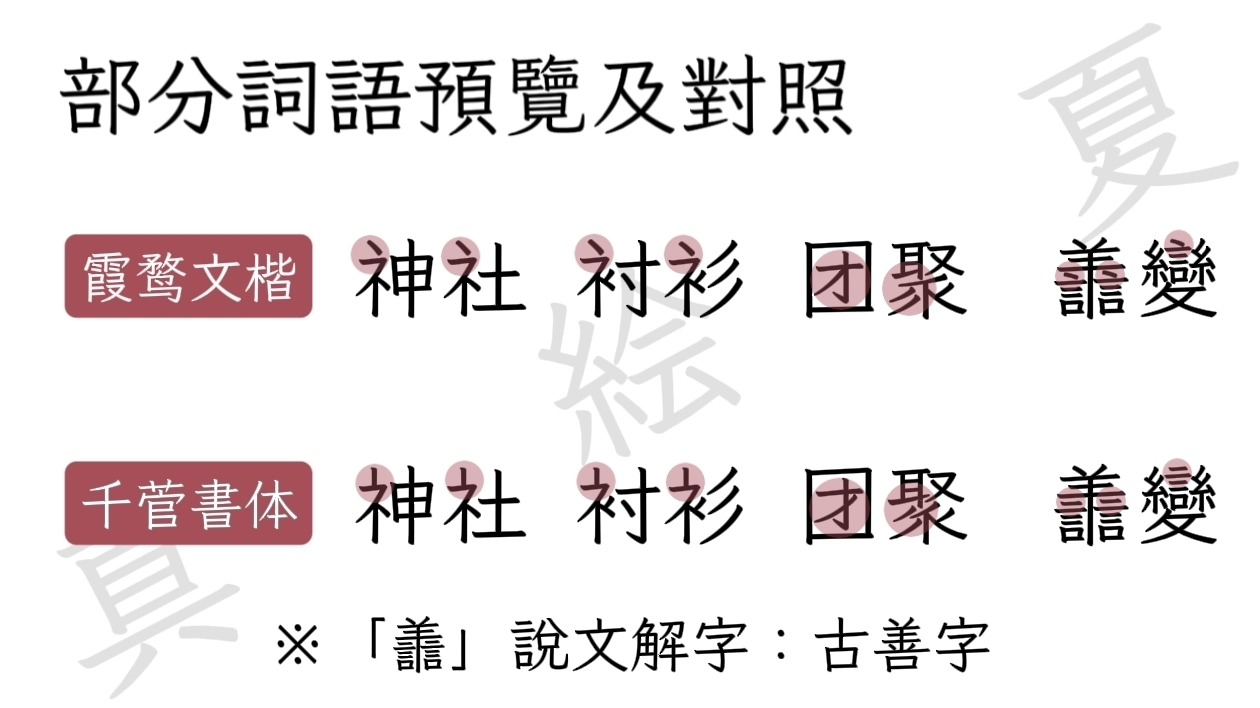 部分詞語預覽及對照
夏
霞鹜文楷 神社 衬衫 团聚 譱變
絵
千菅書体 神社 衬衫 团聚 譱變
真
※「譱」說文解字：古善字